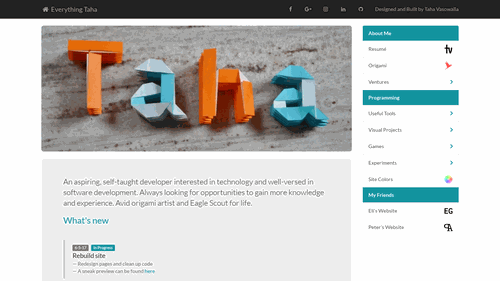 Everything Taha
Designed and Built by Taha Vasowalla
Taha
An aspiring, self-taught developer interested in technology and well-versed in
software development. Always looking for opportunities to gain more knowledge
and experience. Avid origami artist and Eagle Scout for life.
What's new
6-5-17 In Progress
Rebuild site
— Redesign pages and clean up code
— A sneak preview can be found here
About Me
Resumé
Origami
Ventures
Programming
Useful Tools
Visual Projects
Games
Experiments
Site Colors
My Friends
Eli's Website EG
Peter's Website